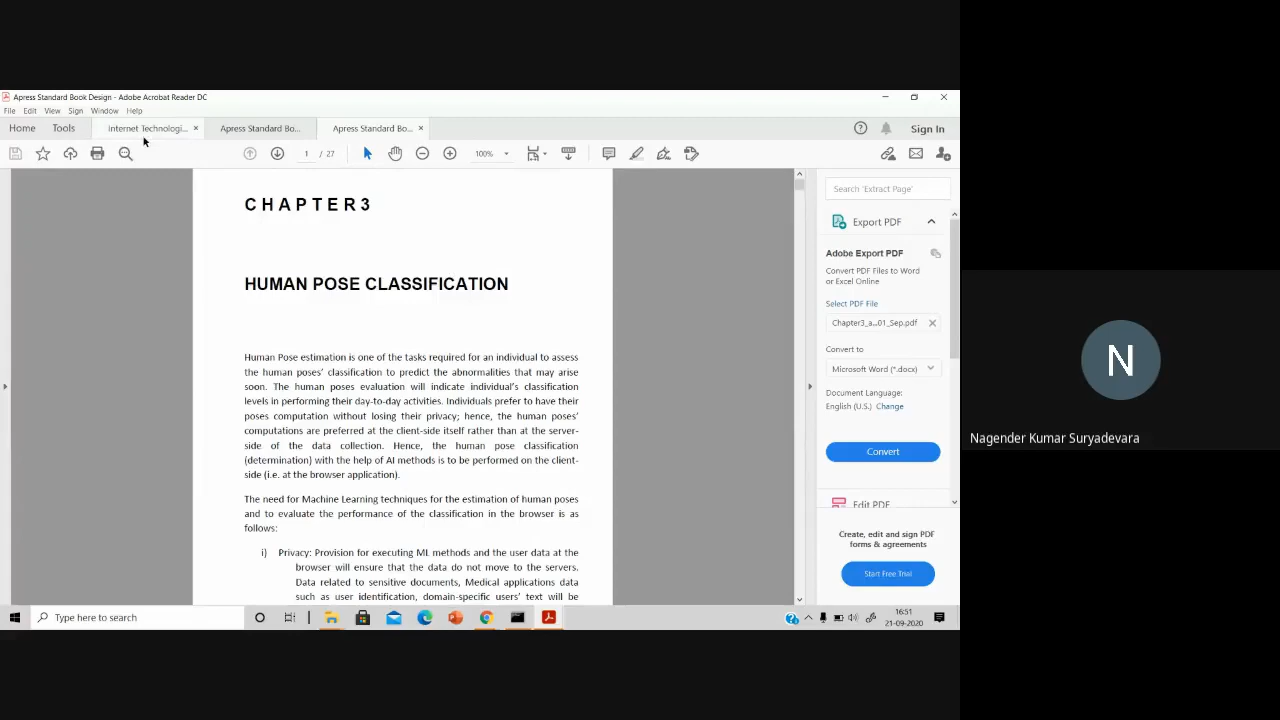 Apress Standard Book Design - Adobe Acrobat Reader DC
File Edit View Sign Window Help
Home Tools Internet Technologi... × Apress Standard Bo... Apress Standard Bo... × Sign In
1 / 27 100%
CHAPTER3
HUMAN POSE CLASSIFICATION
Human Pose estimation is one of the tasks required for an individual to assess
the human poses' classification to predict the abnormalities that may arise
soon. The human poses evaluation will indicate individual's classification
levels in performing their day-to-day activities. Individuals prefer to have their
poses computation without losing their privacy; hence, the human poses'
computations are preferred at the client-side itself rather than at the server-
side of the data collection. Hence, the human pose classification
(determination) with the help of AI methods is to be performed on the client-
side (i.e. at the browser application).
The need for Machine Learning techniques for the estimation of human poses
and to evaluate the performance of the classification in the browser is as
follows:
i) Privacy: Provision for executing ML methods and the user data at the
browser will ensure that the data do not move to the servers.
Data related to sensitive documents, Medical applications data
such as user identification, domain-specific users' text will be
Search 'Extract Page'
Export PDF
Adobe Export PDF
Convert PDF Files to Word
or Excel Online
Select PDF File
Chapter3_a...01_Sep.pdf
Convert to
Microsoft Word (*.docx)
Document Language:
English (U.S.) Change
Convert
Edit PDF
Create, edit and sign PDF
forms & agreements
Start Free Trial
Type here to search
16:51
21-09-2020
N
Nagender Kumar Suryadevara